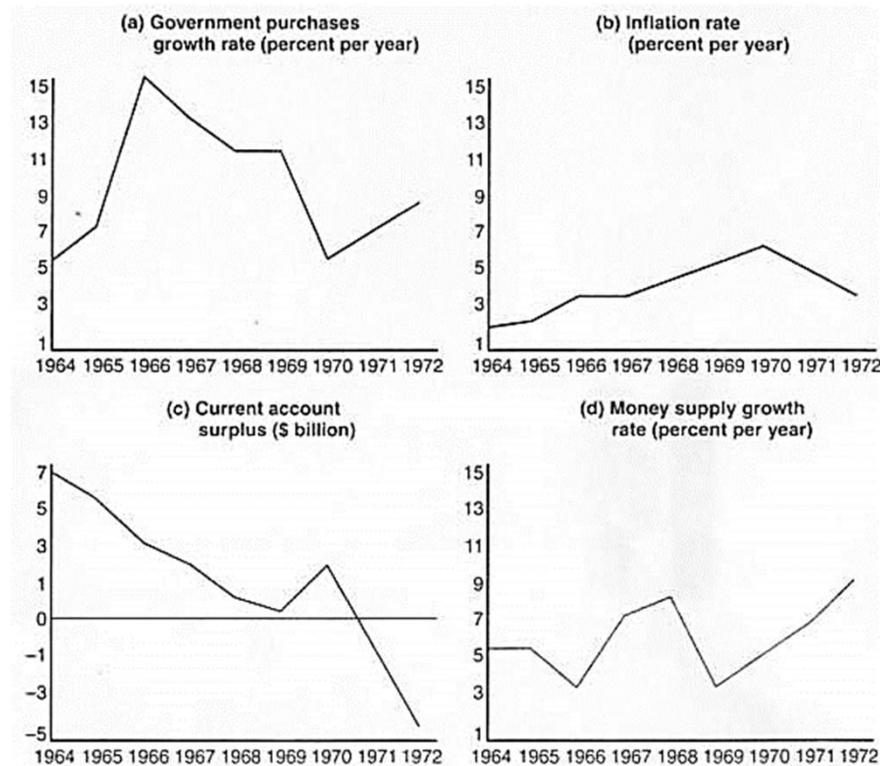 (a) Government purchases
growth rate (percent per year)
15
13
11
9
7
5
3
1
1964 1965 1966 1967 1968 1969 1970 1971 1972
(b) Inflation rate
(percent per year)
15
13
11
9
7
5
3
1
1964 1965 1966 1967 1968 1969 1970 1971 1972
(c) Current account
surplus ($ billion)
7
5
3
1
0
−1
−3
−5
1964 1965 1966 1967 1968 1969 1970 1971 1972
(d) Money supply growth
rate (percent per year)
15
13
11
9
7
5
3
1
1964 1965 1966 1967 1968 1969 1970 1971 1972